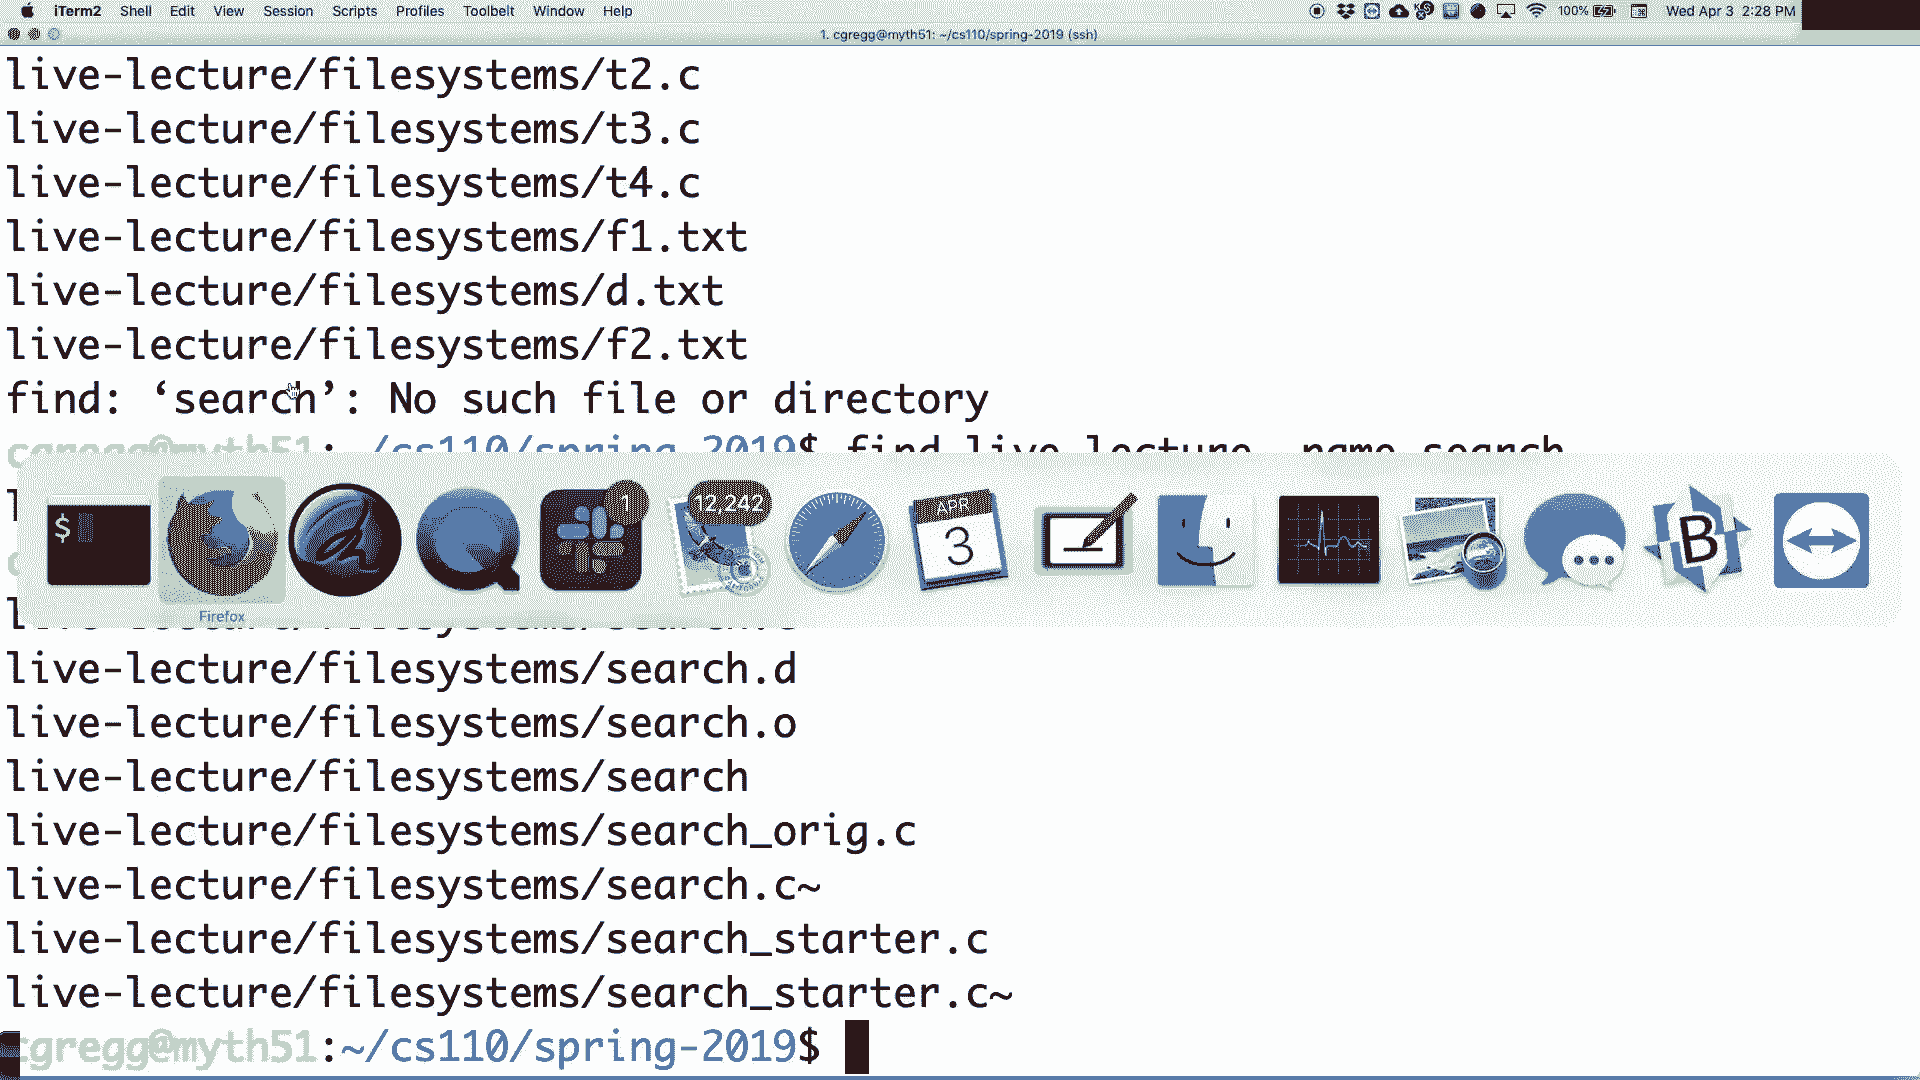 iTerm2 Shell Edit View Session Scripts Profiles Toolbelt Window Help 100% Wed Apr 3 2:28 PM
1. cgregg@myth51: ~/cs110/spring-2019 (ssh)
live-lecture/filesystems/t2.c
live-lecture/filesystems/t3.c
live-lecture/filesystems/t4.c
live-lecture/filesystems/f1.txt
live-lecture/filesystems/d.txt
live-lecture/filesystems/f2.txt
find: ‘search’: No such file or directory
cgregg@myth51:~/cs110/spring-2019$ find live-lecture -name search
$ 1 12,242 APR 3 B
Firefox
live-lecture/filesystems/search.d
live-lecture/filesystems/search.o
live-lecture/filesystems/search
live-lecture/filesystems/search_orig.c
live-lecture/filesystems/search.c~
live-lecture/filesystems/search_starter.c
live-lecture/filesystems/search_starter.c~
cgregg@myth51:~/cs110/spring-2019$